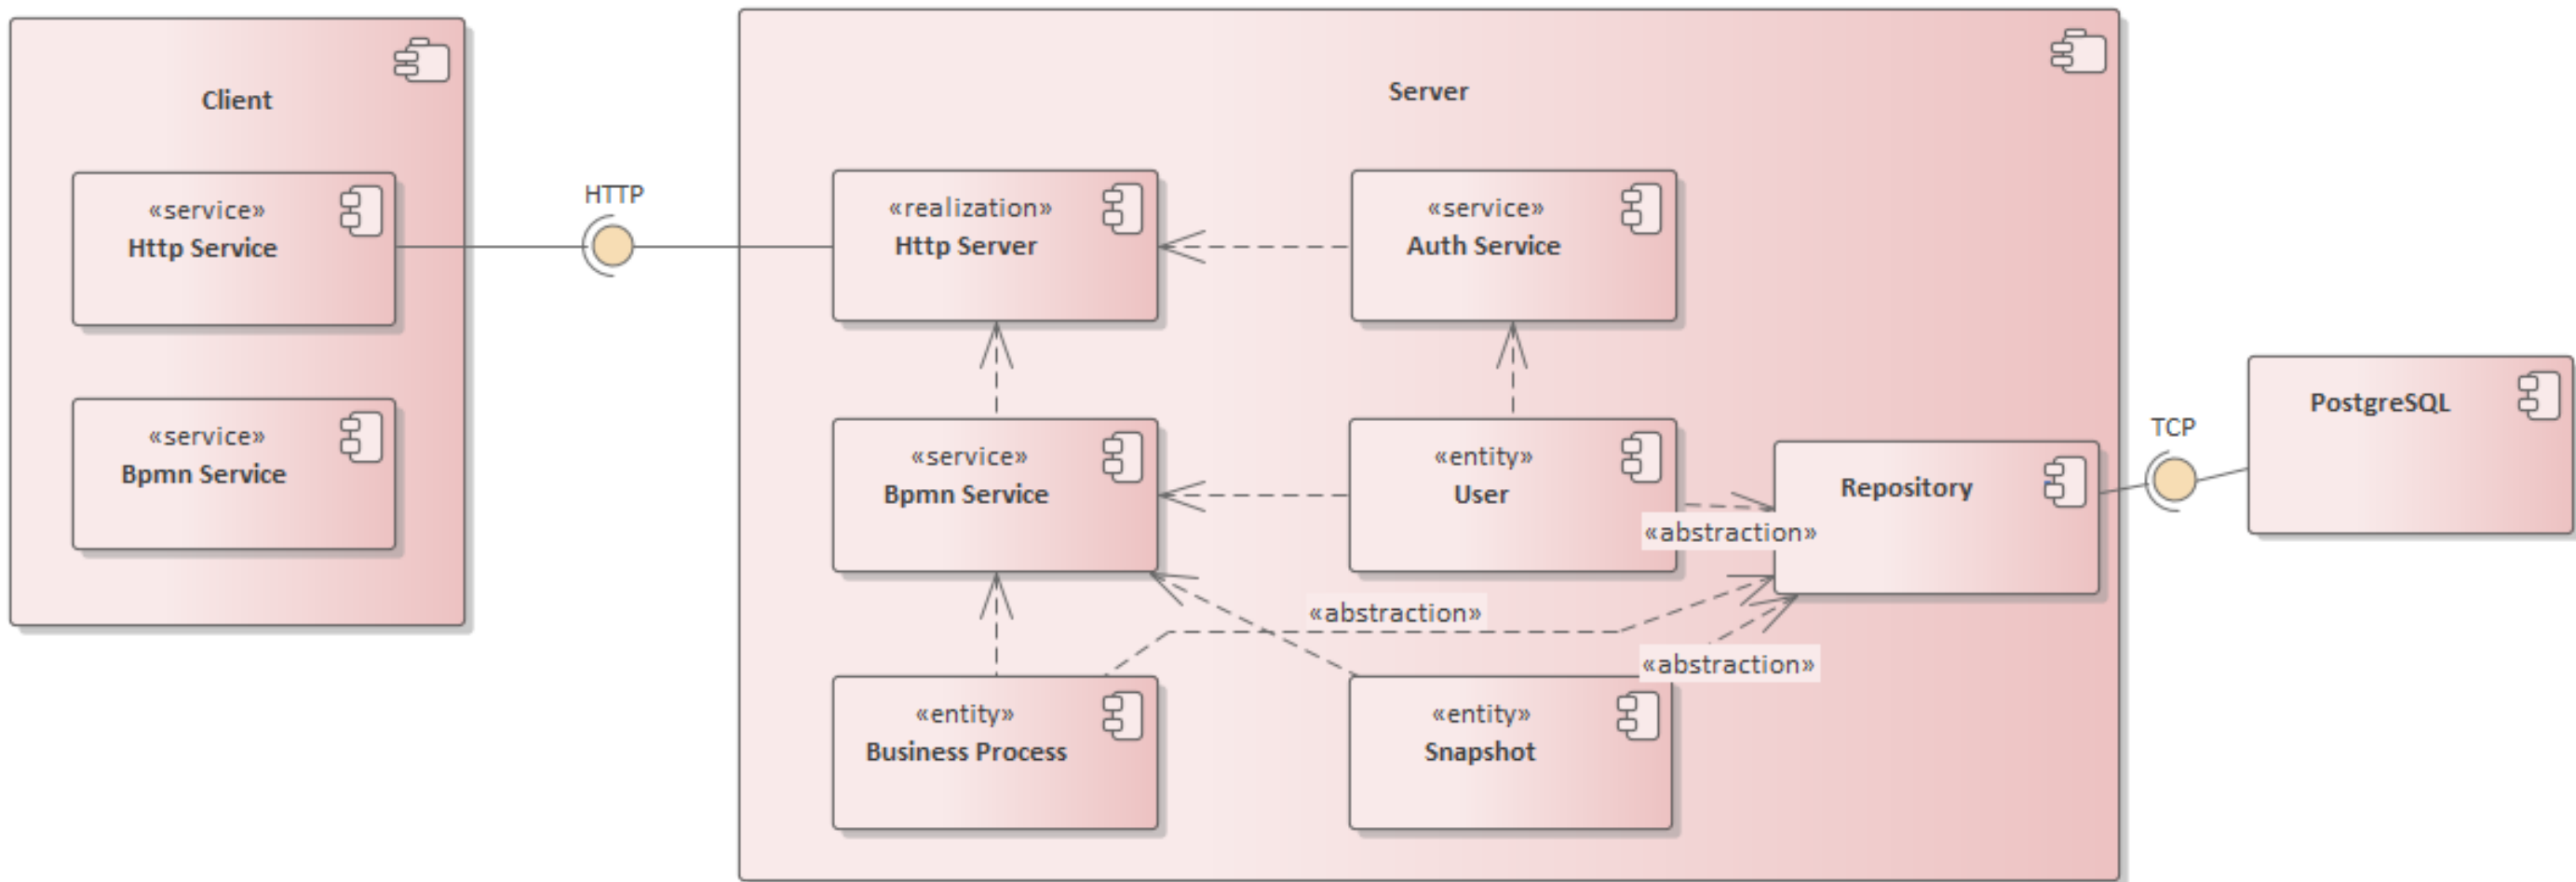 Client
«service»
Http Service
«service»
Bpmn Service
HTTP
Server
«realization»
Http Server
«service»
Auth Service
«service»
Bpmn Service
«entity»
User
«abstraction»
Repository
«abstraction»
«abstraction»
«entity»
Business Process
«entity»
Snapshot
TCP
PostgreSQL